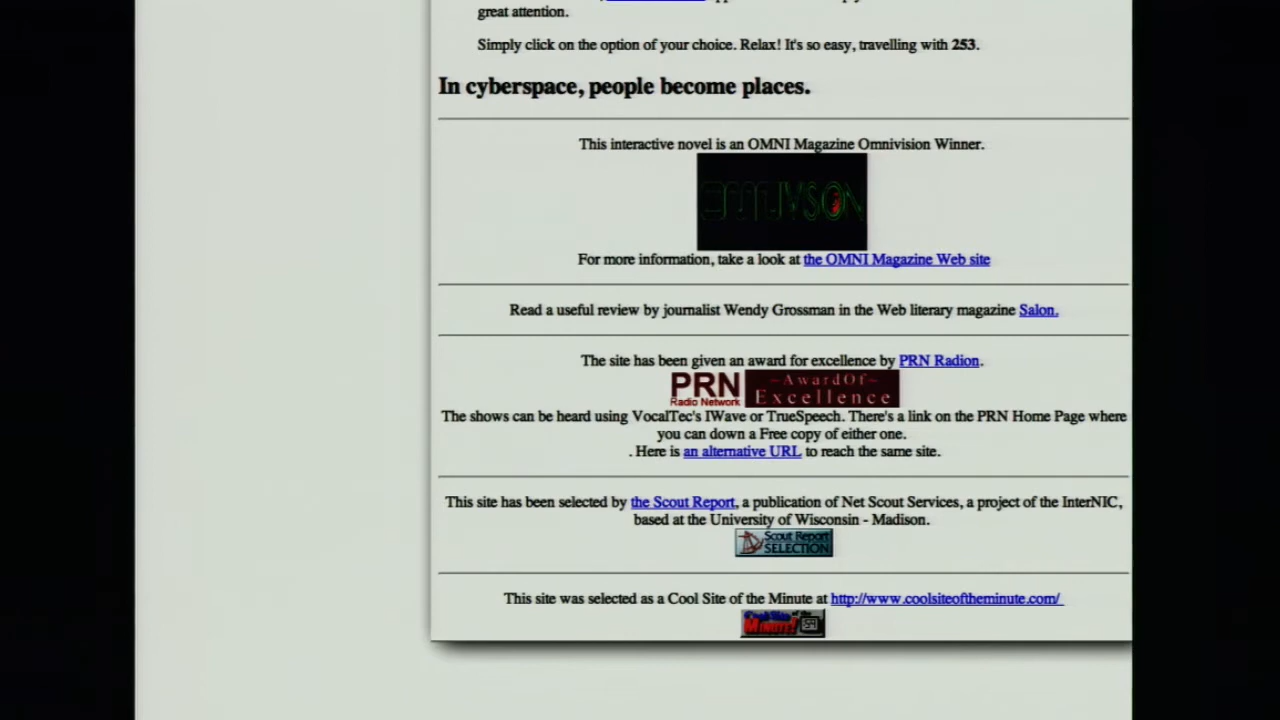 great attention.
Simply click on the option of your choice. Relax! It's so easy, travelling with 253.
In cyberspace, people become places.
This interactive novel is an OMNI Magazine Omnivision Winner.
For more information, take a look at the OMNI Magazine Web site
Read a useful review by journalist Wendy Grossman in the Web literary magazine Salon.
The site has been given an award for excellence by PRN Radion.
PRN ~AwardOf~
Radio Network Excellence
The shows can be heard using VocalTec's IWave or TrueSpeech. There's a link on the PRN Home Page where
you can down a Free copy of either one.
. Here is an alternative URL to reach the same site.
This site has been selected by the Scout Report, a publication of Net Scout Services, a project of the InterNIC,
based at the University of Wisconsin - Madison.
Scout Report
SELECTION
This site was selected as a Cool Site of the Minute at http://www.coolsiteoftheminute.com/
Cool Site of the
MINUTE!